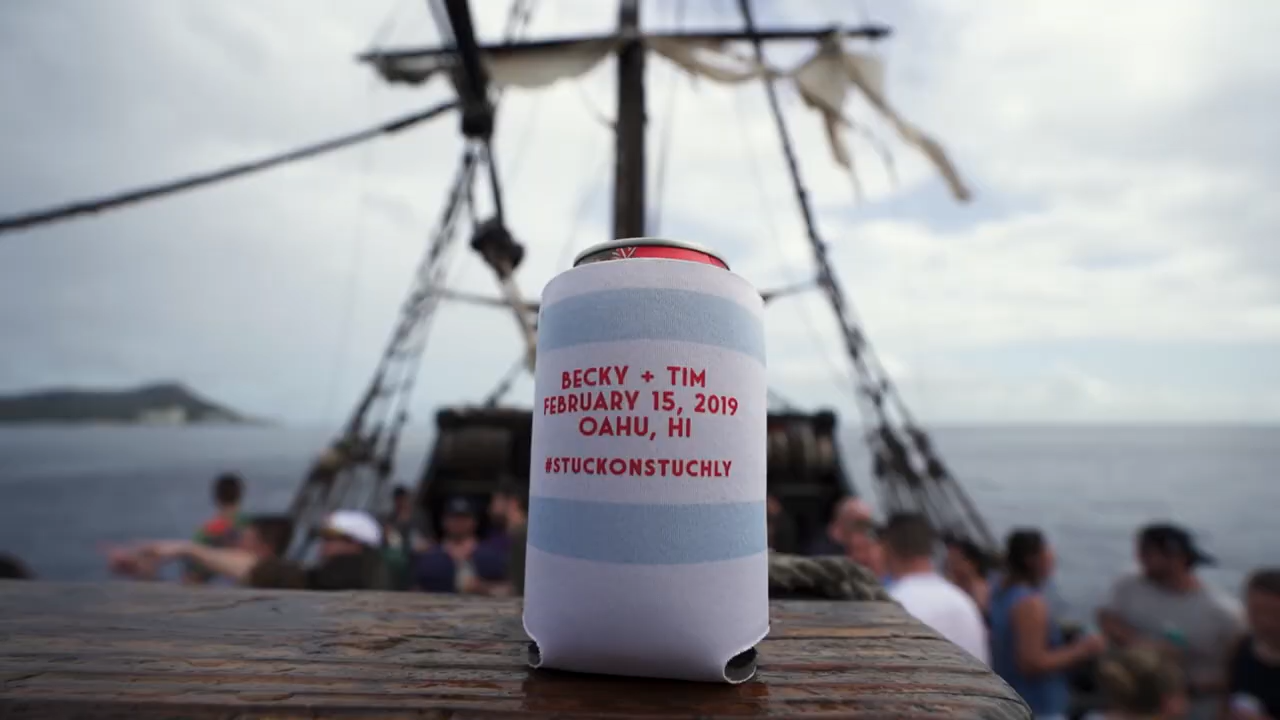 BECKY + TIM
FEBRUARY 15, 2019
OAHU, HI
#STUCKONSTUCHLY